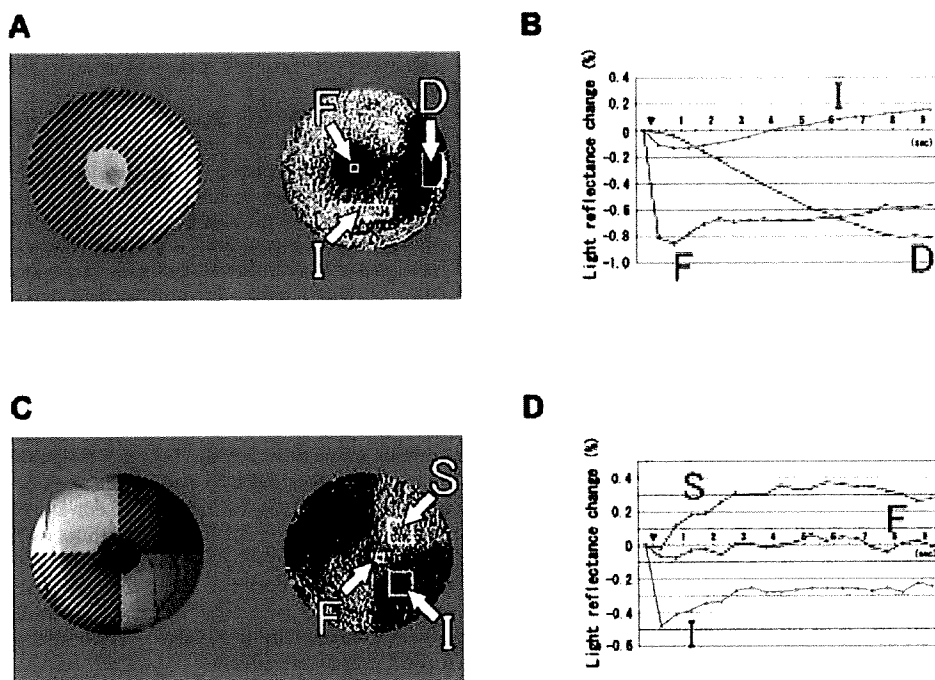 A
F
D
I
B
Light reflectance change (%)
0.4
0.2
0
-0.2
-0.4
-0.6
-0.8
-1.0
1 2 3 4 5 6 7 8 9
(sec)
I
F
D
C
S
F
I
D
Light reflectance change (%)
0.4
0.2
0
-0.2
-0.4
-0.6
1 2 3 4 5 6 7 8 9
(sec)
S
F
I